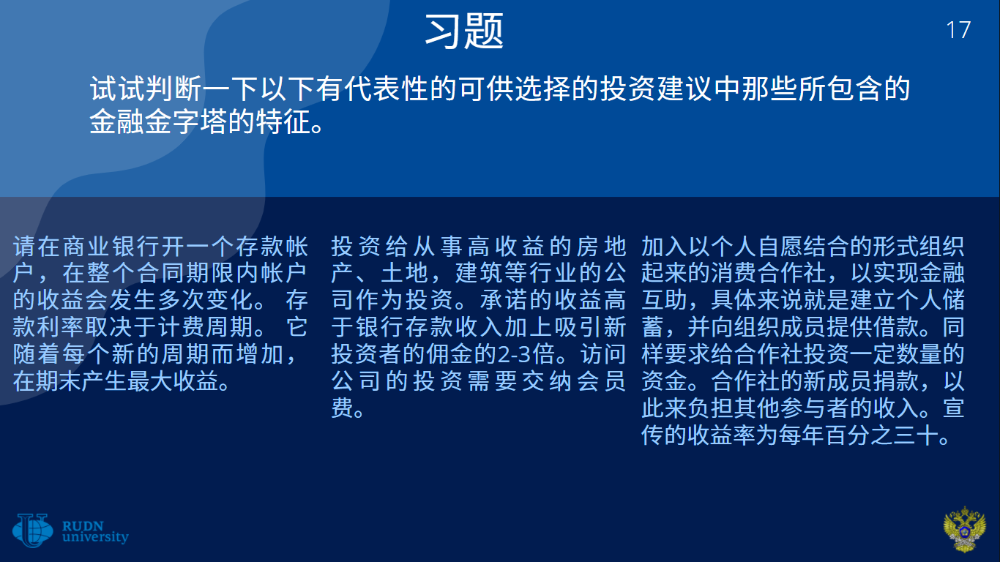 习题
17
试试判断一下以下有代表性的可供选择的投资建议中那些所包含的
金融金字塔的特征。
请在商业银行开一个存款帐
户，在整个合同期限内帐户
的收益会发生多次变化。 存
款利率取决于计费周期。 它
随着每个新的周期而增加，
在期末产生最大收益。
投资给从事高收益的房地
产、土地，建筑等行业的公
司作为投资。承诺的收益高
于银行存款收入加上吸引新
投资者的佣金的2-3倍。访问
公司的投资需要交纳会员
费。
加入以个人自愿结合的形式组织
起来的消费合作社，以实现金融
互助，具体来说就是建立个人储
蓄，并向组织成员提供借款。同
样要求给合作社投资一定数量的
资金。合作社的新成员捐款，以
此来负担其他参与者的收入。宣
传的收益率为每年百分之三十。
RUDN
university